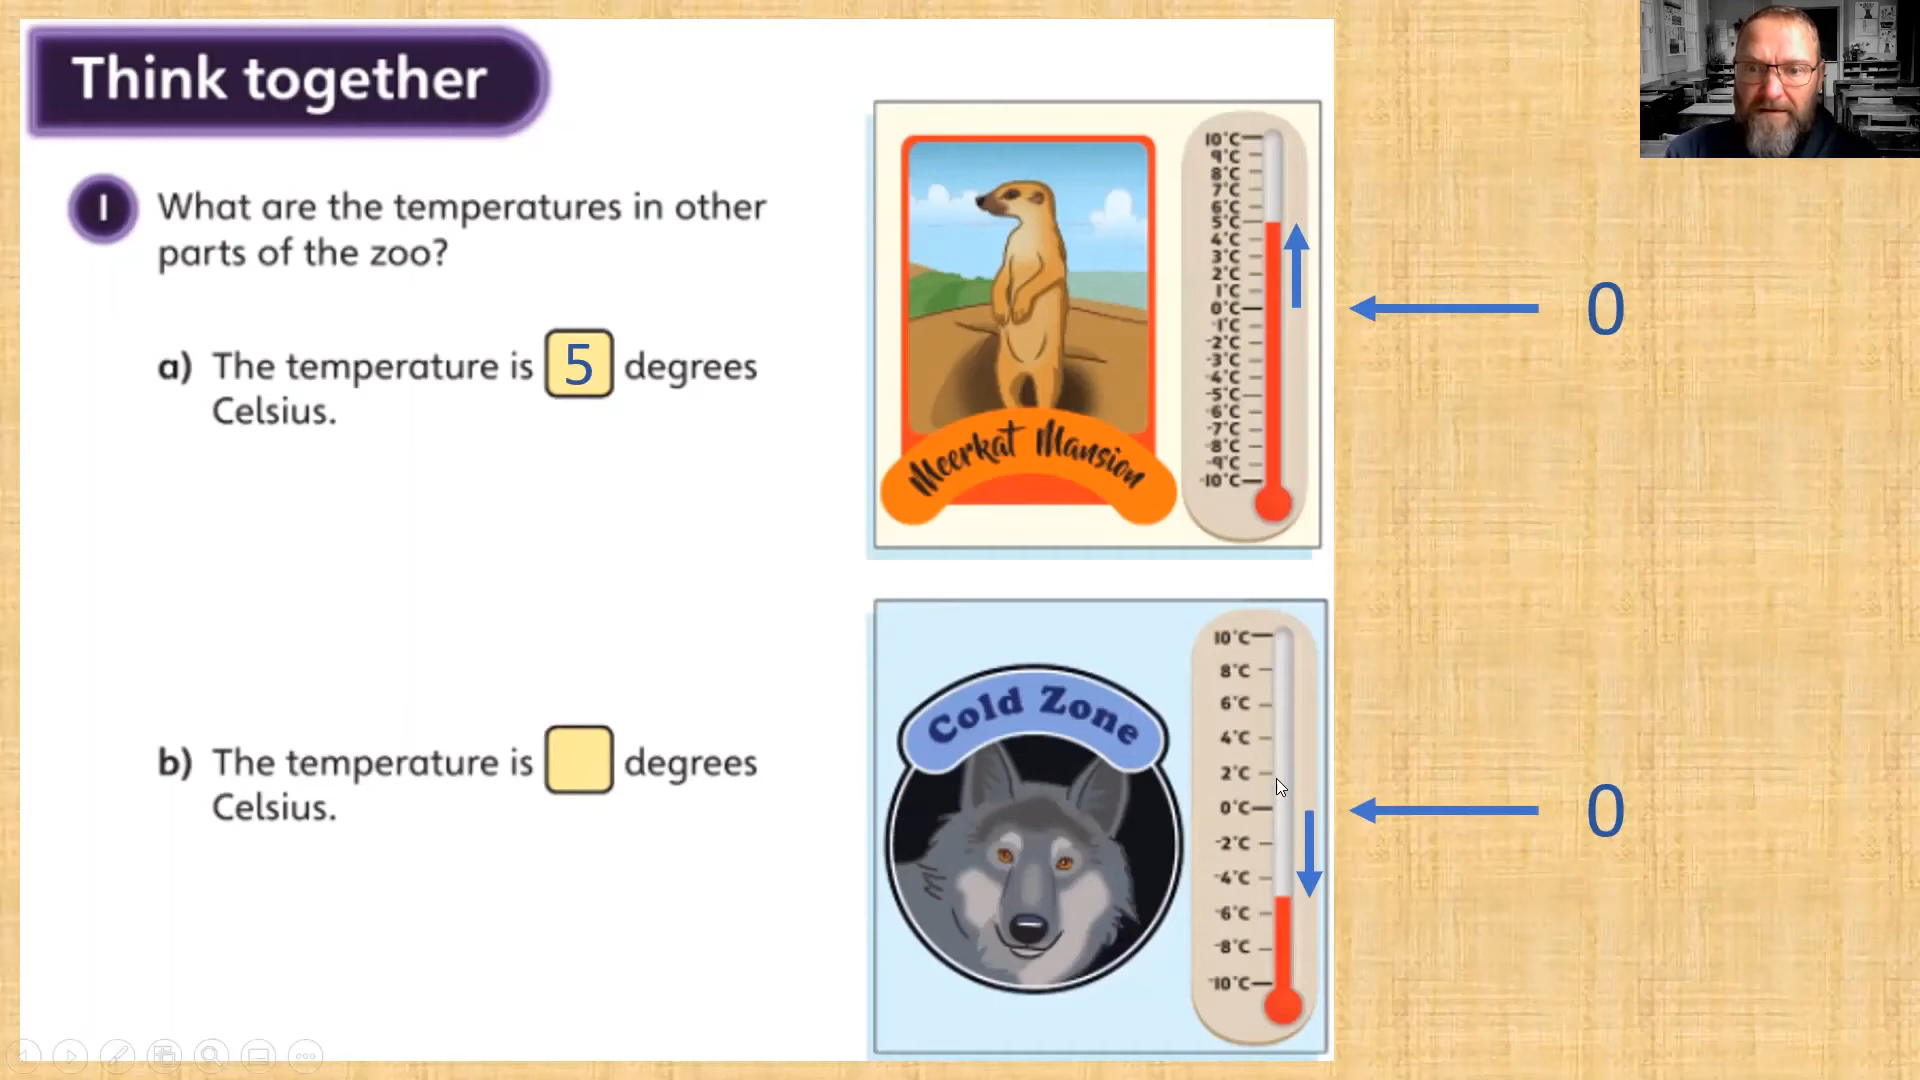 Think together
1 What are the temperatures in other
parts of the zoo?
a) The temperature is 5 degrees
Celsius.
Meerkat Mansion
10°C
9°C
8°C
7°C
6°C
5°C
4°C
3°C
2°C
1°C
0°C
-1°C
-2°C
-3°C
-4°C
-5°C
-6°C
-7°C
-8°C
-9°C
-10°C
0
b) The temperature is degrees
Celsius.
Cold Zone
10°C
8°C
6°C
4°C
2°C
0°C
-2°C
-4°C
-6°C
-8°C
-10°C
0